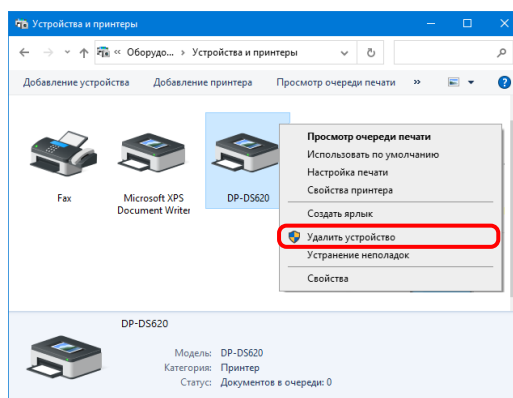 Устройства и принтеры
« Оборудо... › Устройства и принтеры
Добавление устройства Добавление принтера Просмотр очереди печати »
Fax
Microsoft XPS
Document Writer
DP-DS620
Просмотр очереди печати
Использовать по умолчанию
Настройка печати
Свойства принтера
Создать ярлык
Удалить устройство
Устранение неполадок
Свойства
DP-DS620
Модель: DP-DS620
Категория: Принтер
Статус: Документов в очереди: 0